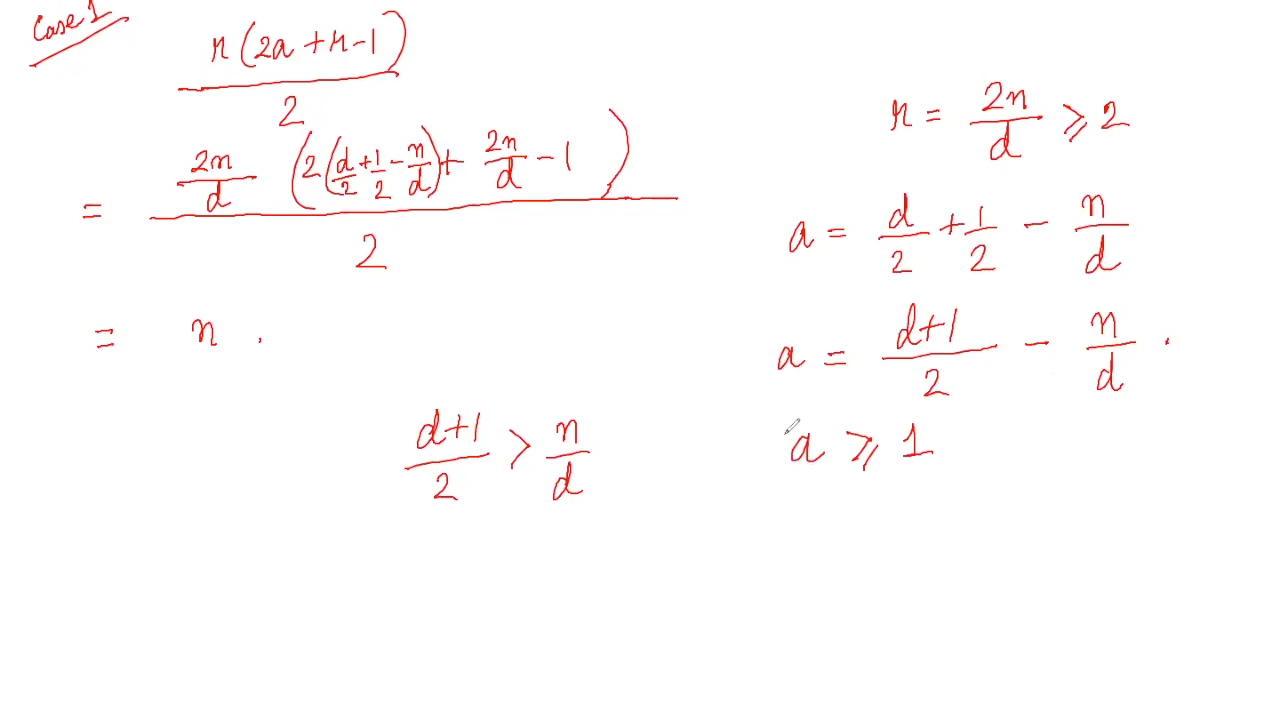 Case 1
r(2a+r-1)/2
= 2n/d (2(d/2+1/2-n/d)+2n/d-1)/2
= n.
(d+1)/2 > n/d
r = 2n/d ⩾ 2
a = d/2+1/2 - n/d
a = (d+1)/2 - n/d.
a ⩾ 1